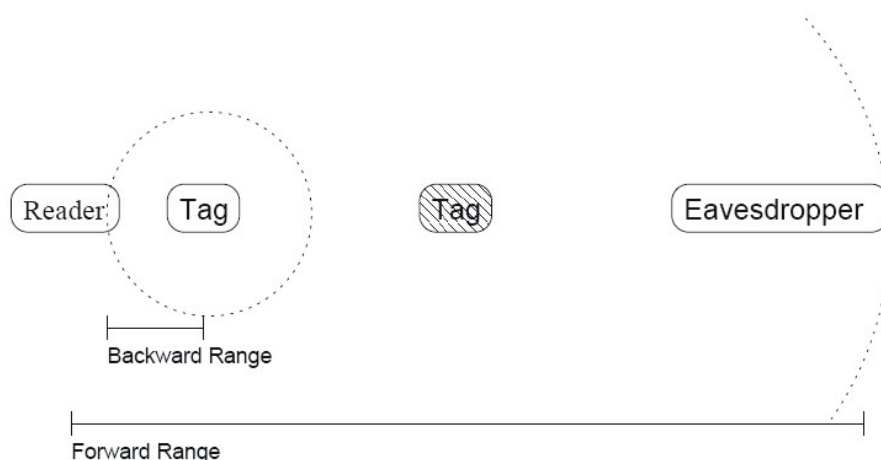 Reader
Tag
Tag
Eavesdropper
Backward Range
Forward Range